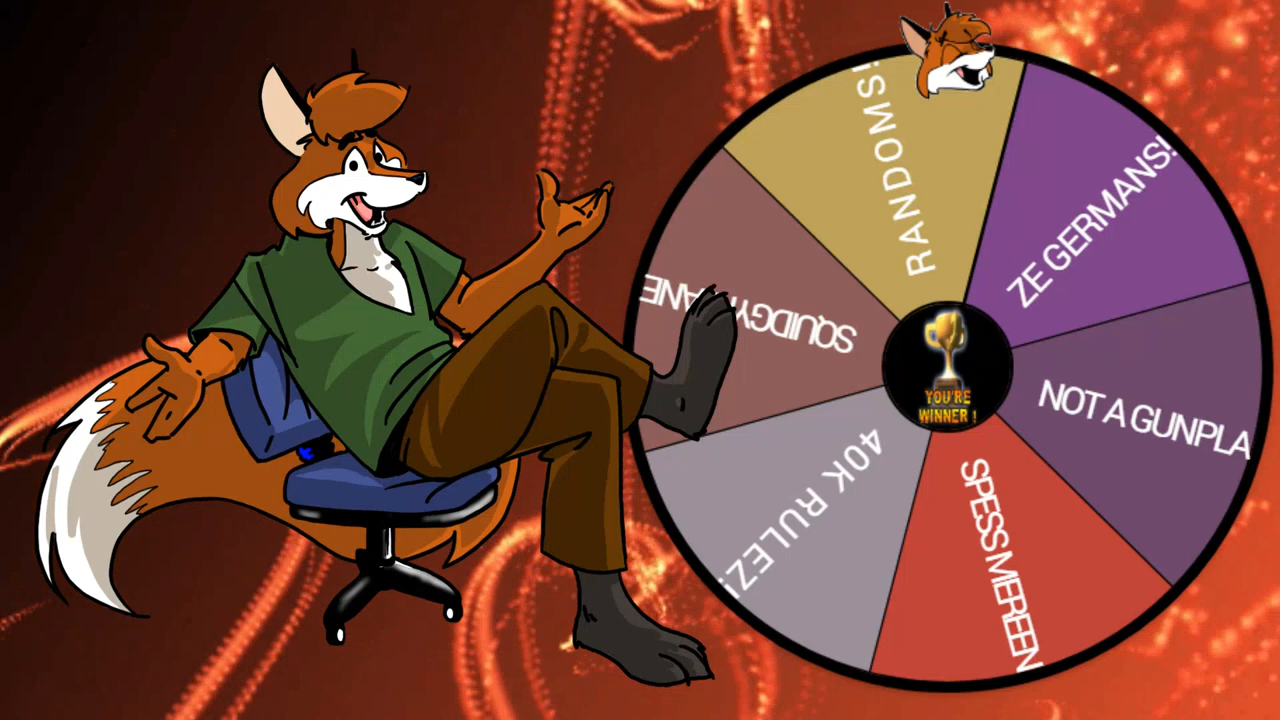 RANDOMS!
ZE GERMANS!
NOT A GUNPLA
SPESS MEREEN
40K RULEZ!
YOU'RE
WINNER !